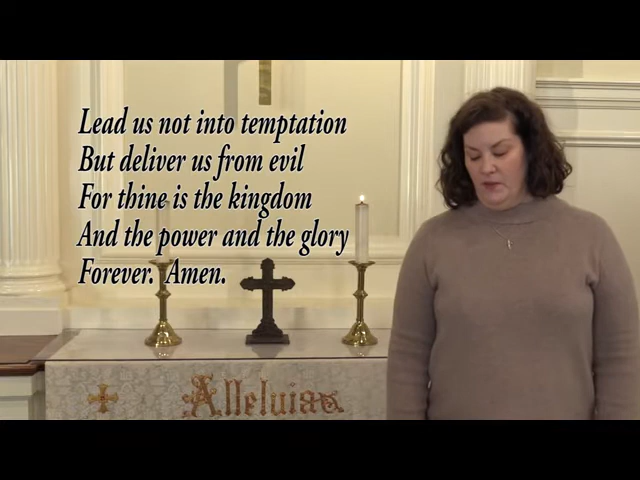 Lead us not into temptation
But deliver us from evil
For thine is the kingdom
And the power and the glory
Forever.  Amen.
Alleluia